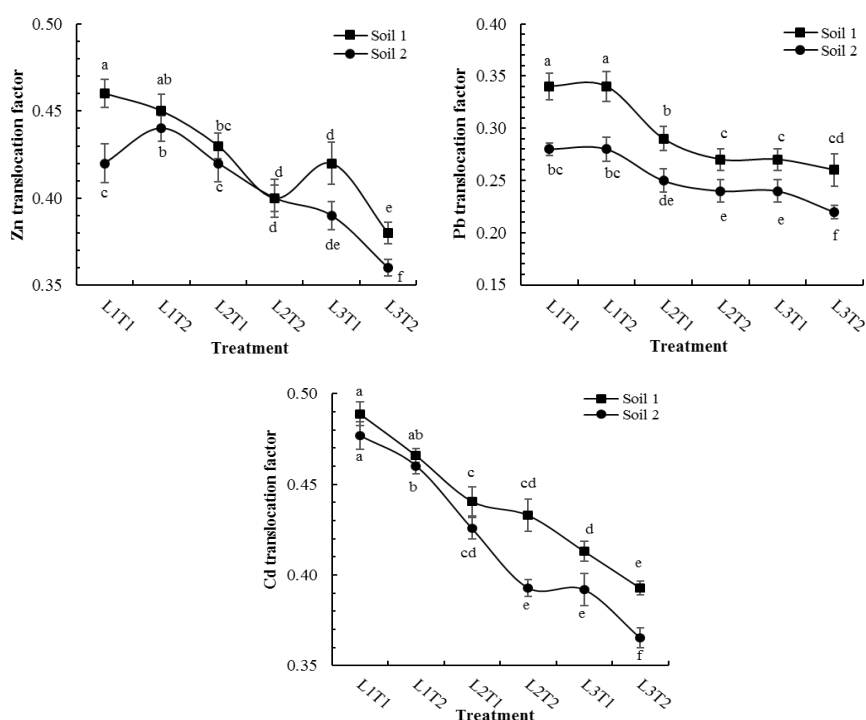 0.50
0.45
0.40
0.35
Zn translocation factor
Soil 1
Soil 2
a
ab
bc
d
d
e
c
b
c
d
de
f
L1T1
L1T2
L2T1
L2T2
L3T1
L3T2
Treatment
0.40
0.35
0.30
0.25
0.20
0.15
Pb translocation factor
Soil 1
Soil 2
a
a
b
c
c
cd
bc
bc
de
e
e
f
L1T1
L1T2
L2T1
L2T2
L3T1
L3T2
Treatment
0.50
0.45
0.40
0.35
Cd translocation factor
Soil 1
Soil 2
a
ab
c
cd
d
e
a
b
cd
e
e
f
L1T1
L1T2
L2T1
L2T2
L3T1
L3T2
Treatment